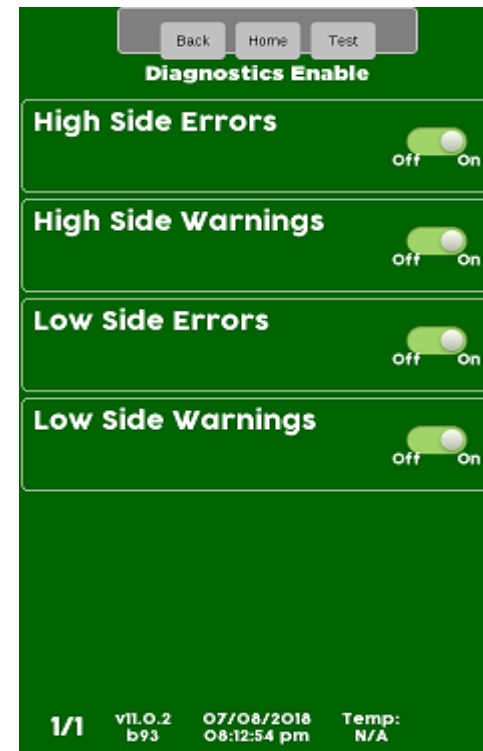 Back Home Test
Diagnostics Enable
High Side Errors
Off On
High Side Warnings
Off On
Low Side Errors
Off On
Low Side Warnings
Off On
1/1 v11.0.2 07/08/2018 Temp:
b93 08:12:54 pm N/A